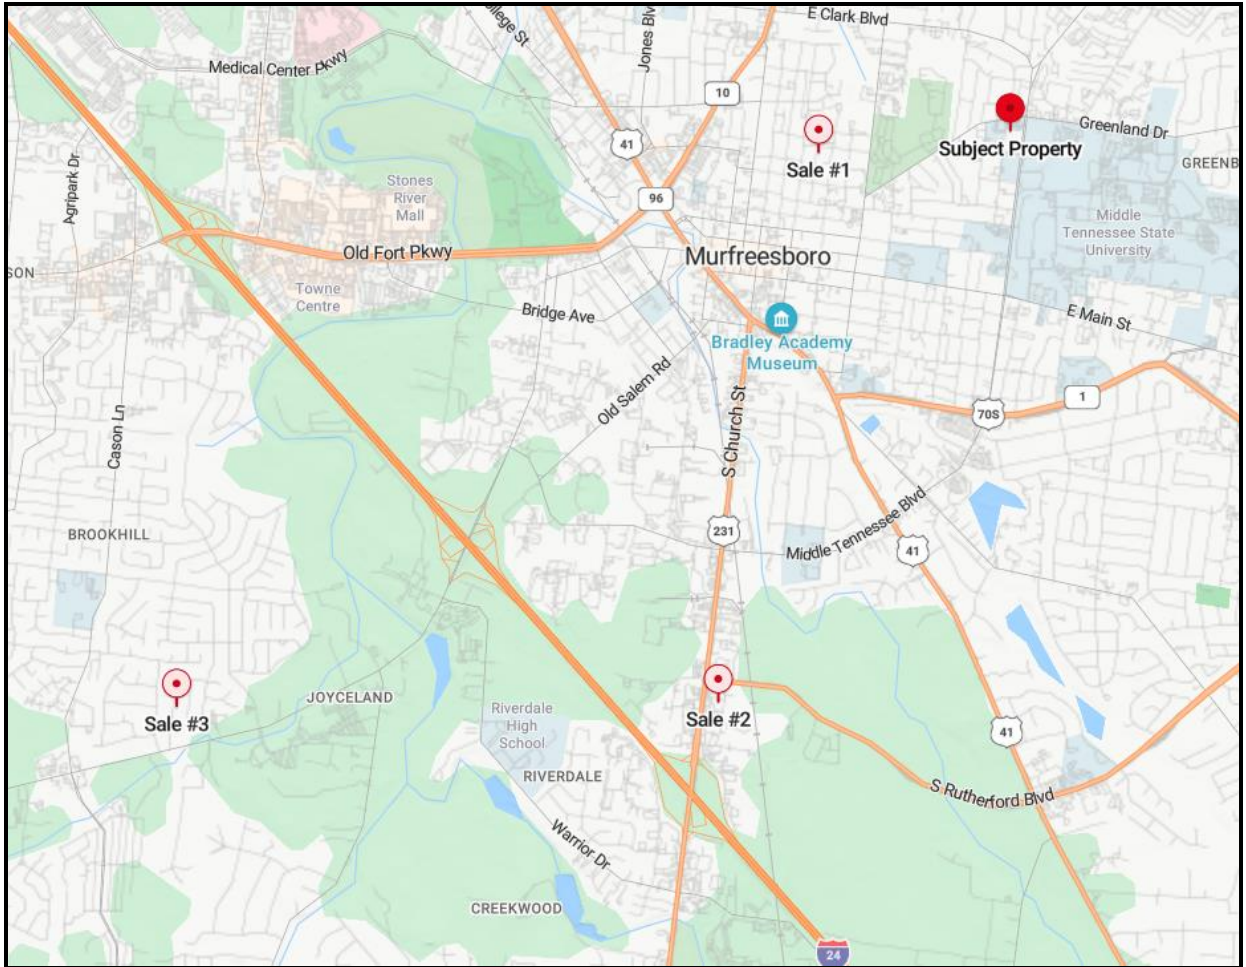 ollege St
Jones Blv
E Clark Blvd
Medical Center Pkwy
10
Greenland Dr
41
Sale #1
Subject Property
GREENB
Agripark Dr
Stones
River
Mall
96
Middle
Tennessee State
University
Old Fort Pkwy
Murfreesboro
SON
Towne
Centre
Bridge Ave
E Main St
Bradley Academy
Museum
Old Salem Rd
1
70S
Cason Ln
S Church St
BROOKHILL
231
Middle Tennessee Blvd
41
JOYCELAND
Sale #3
Riverdale
High
School
Sale #2
41
RIVERDALE
S Rutherford Blvd
Warrior Dr
CREEKWOOD
24